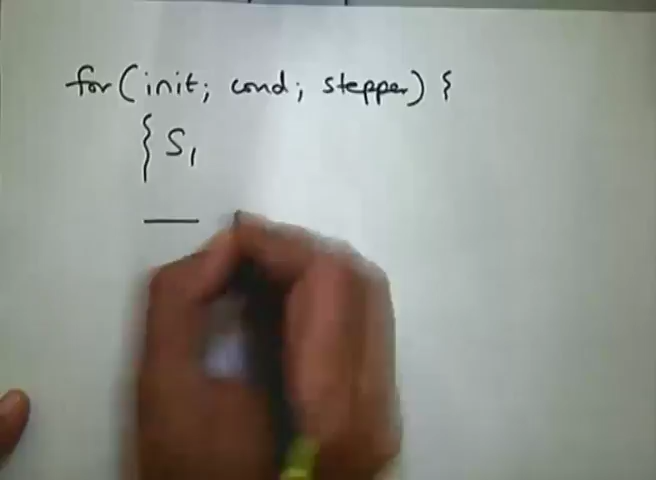 for(init; cond; stepper) {
{ S1